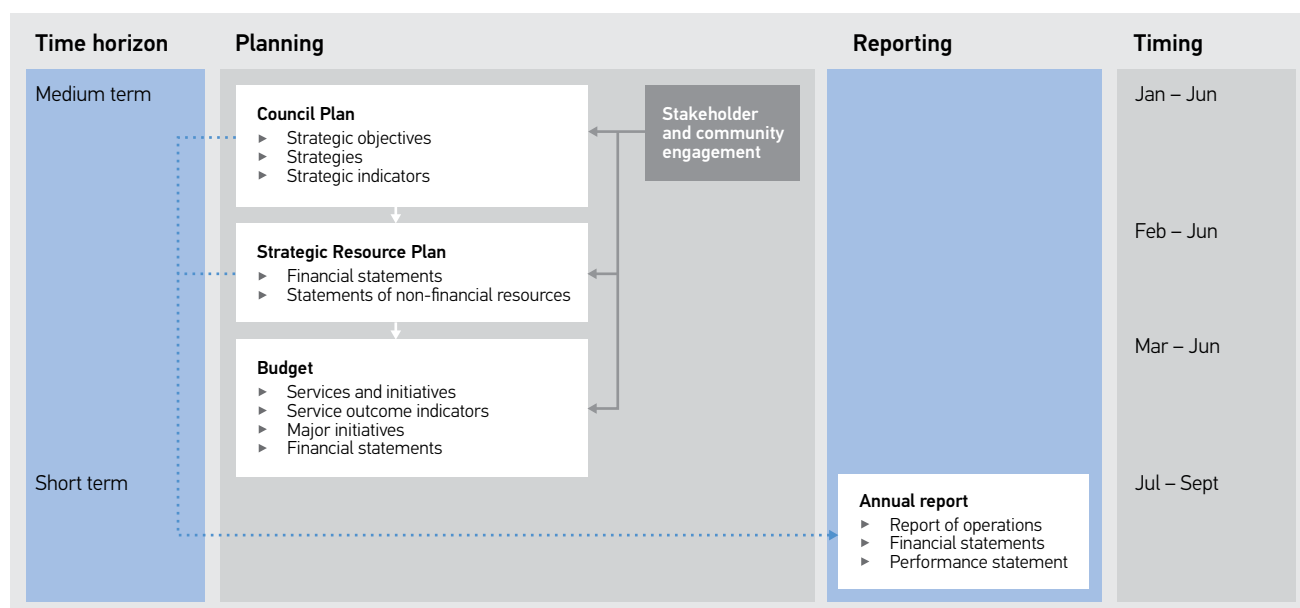 Time horizon
Planning
Reporting
Timing
Medium term
Council Plan
► Strategic objectives
► Strategies
► Strategic indicators
Stakeholder
and community
engagement
Jan – Jun
Strategic Resource Plan
► Financial statements
► Statements of non-financial resources
Feb – Jun
Budget
► Services and initiatives
► Service outcome indicators
► Major initiatives
► Financial statements
Mar – Jun
Short term
Annual report
► Report of operations
► Financial statements
► Performance statement
Jul – Sept